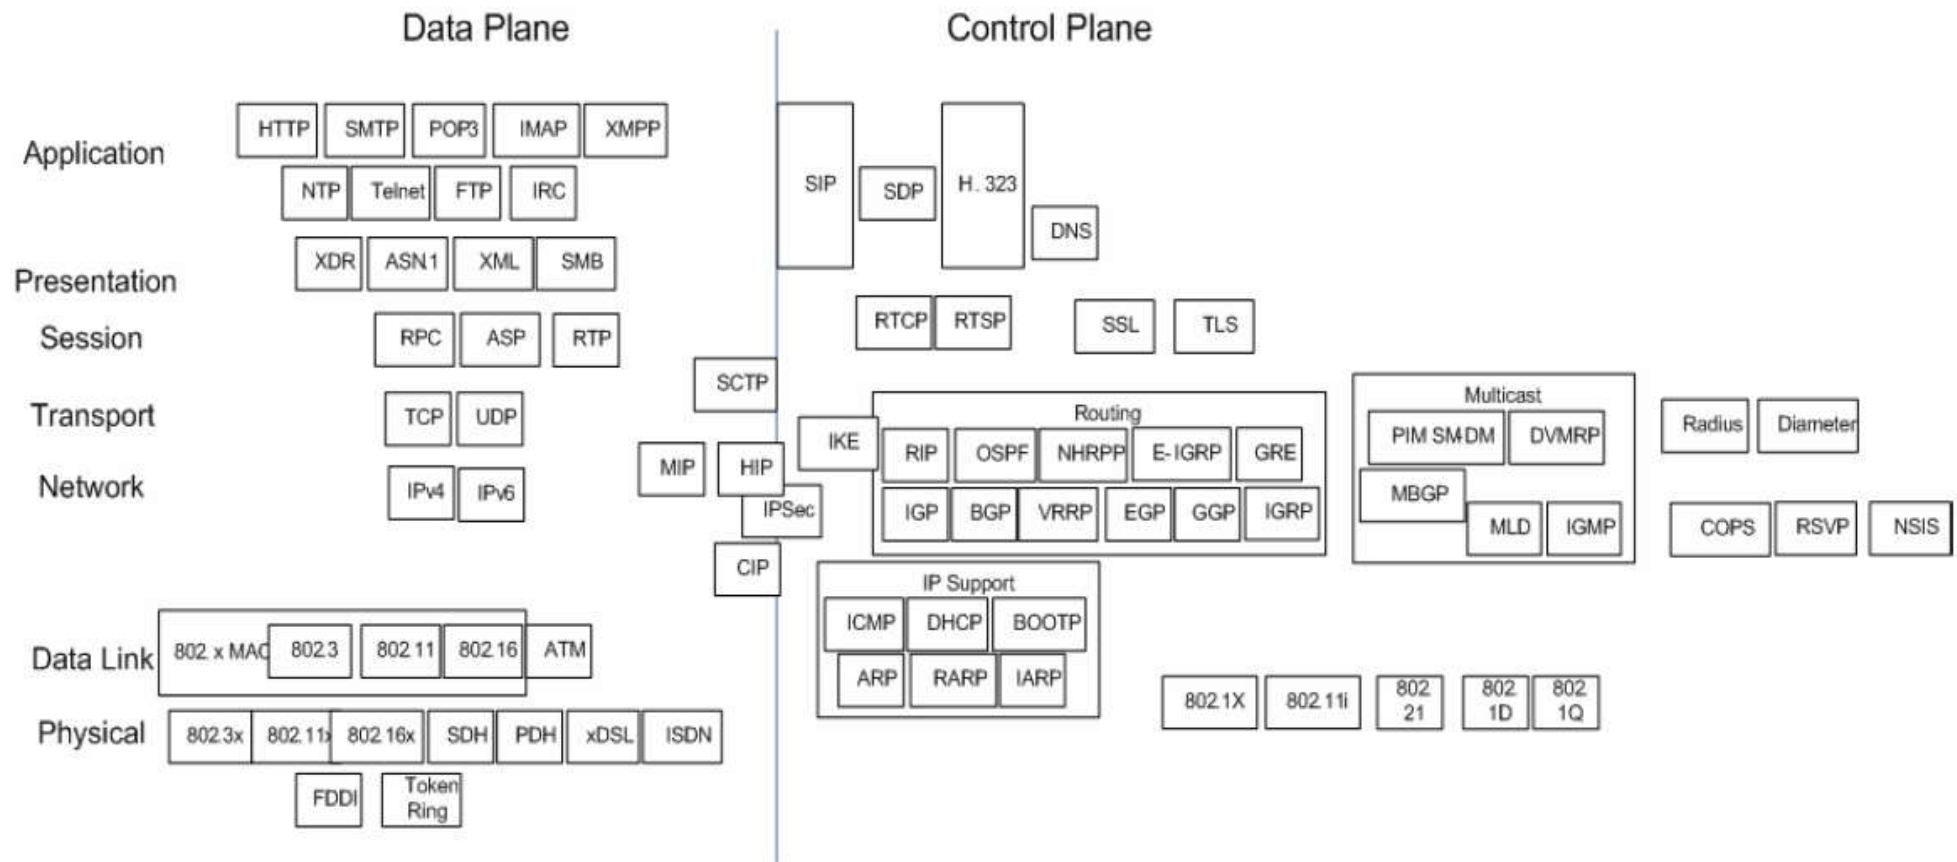 Data Plane
Control Plane
Application
HTTP
SMTP
POP3
IMAP
XMPP
NTP
Telnet
FTP
IRC
SIP
SDP
H. 323
DNS
Presentation
XDR
ASN.1
XML
SMB
Session
RPC
ASP
RTP
RTCP
RTSP
SSL
TLS
SCTP
Transport
TCP
UDP
Network
IPv4
IPv6
MIP
HIP
IPSec
CIP
IKE
Routing
RIP
OSPF
NHRPP
E-IGRP
GRE
IGP
BGP
VRRP
EGP
GGP
IGRP
Multicast
PIM SM-DM
DVMRP
MBGP
MLD
IGMP
Radius
Diameter
COPS
RSVP
NSIS
IP Support
ICMP
DHCP
BOOTP
ARP
RARP
IARP
Data Link
802. x MAC
802.3
802.11
802.16
ATM
Physical
802.3x
802.11x
802.16x
SDH
PDH
xDSL
ISDN
FDDI
Token
Ring
802.1X
802.11i
802
21
802
1D
802
1Q